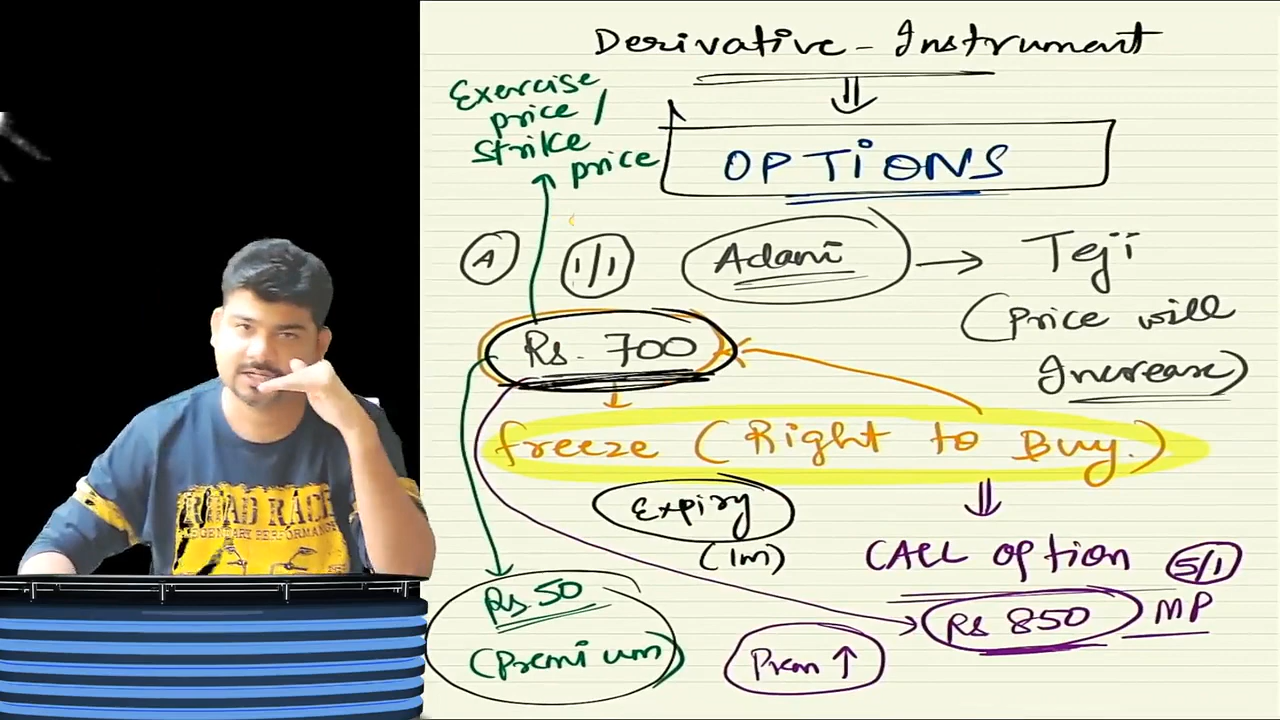 Derivative - Instrument
Exercise
price /
Strike
price
OPTIONS
A
1/1
Adani
Teji
(Price will
Increase)
Rs. 700
freeze (Right to Buy.)
Expiry
(1m)
CALL option
5/1
Rs 850
MP
Rs 50
(Premium)
Prem ↑
ROAD RACE
LEGENDARY PERFORMANCE